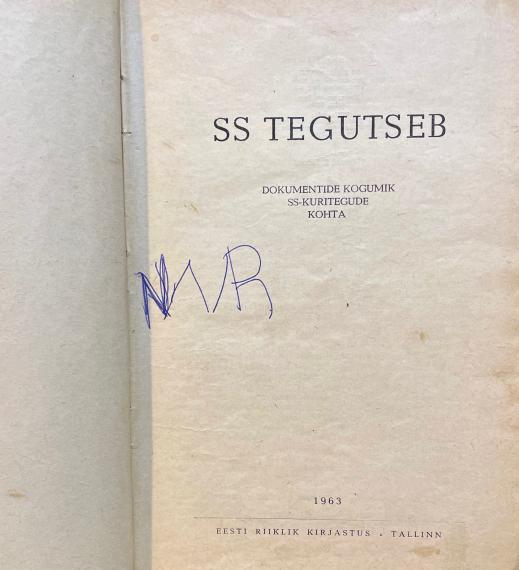 SS TEGUTSEB
DOKUMENTIDE KOGUMIK
SS-KURITEGUDE
KOHTA
1963
EESTI RIIKLIK KIRJASTUS • TALLINN